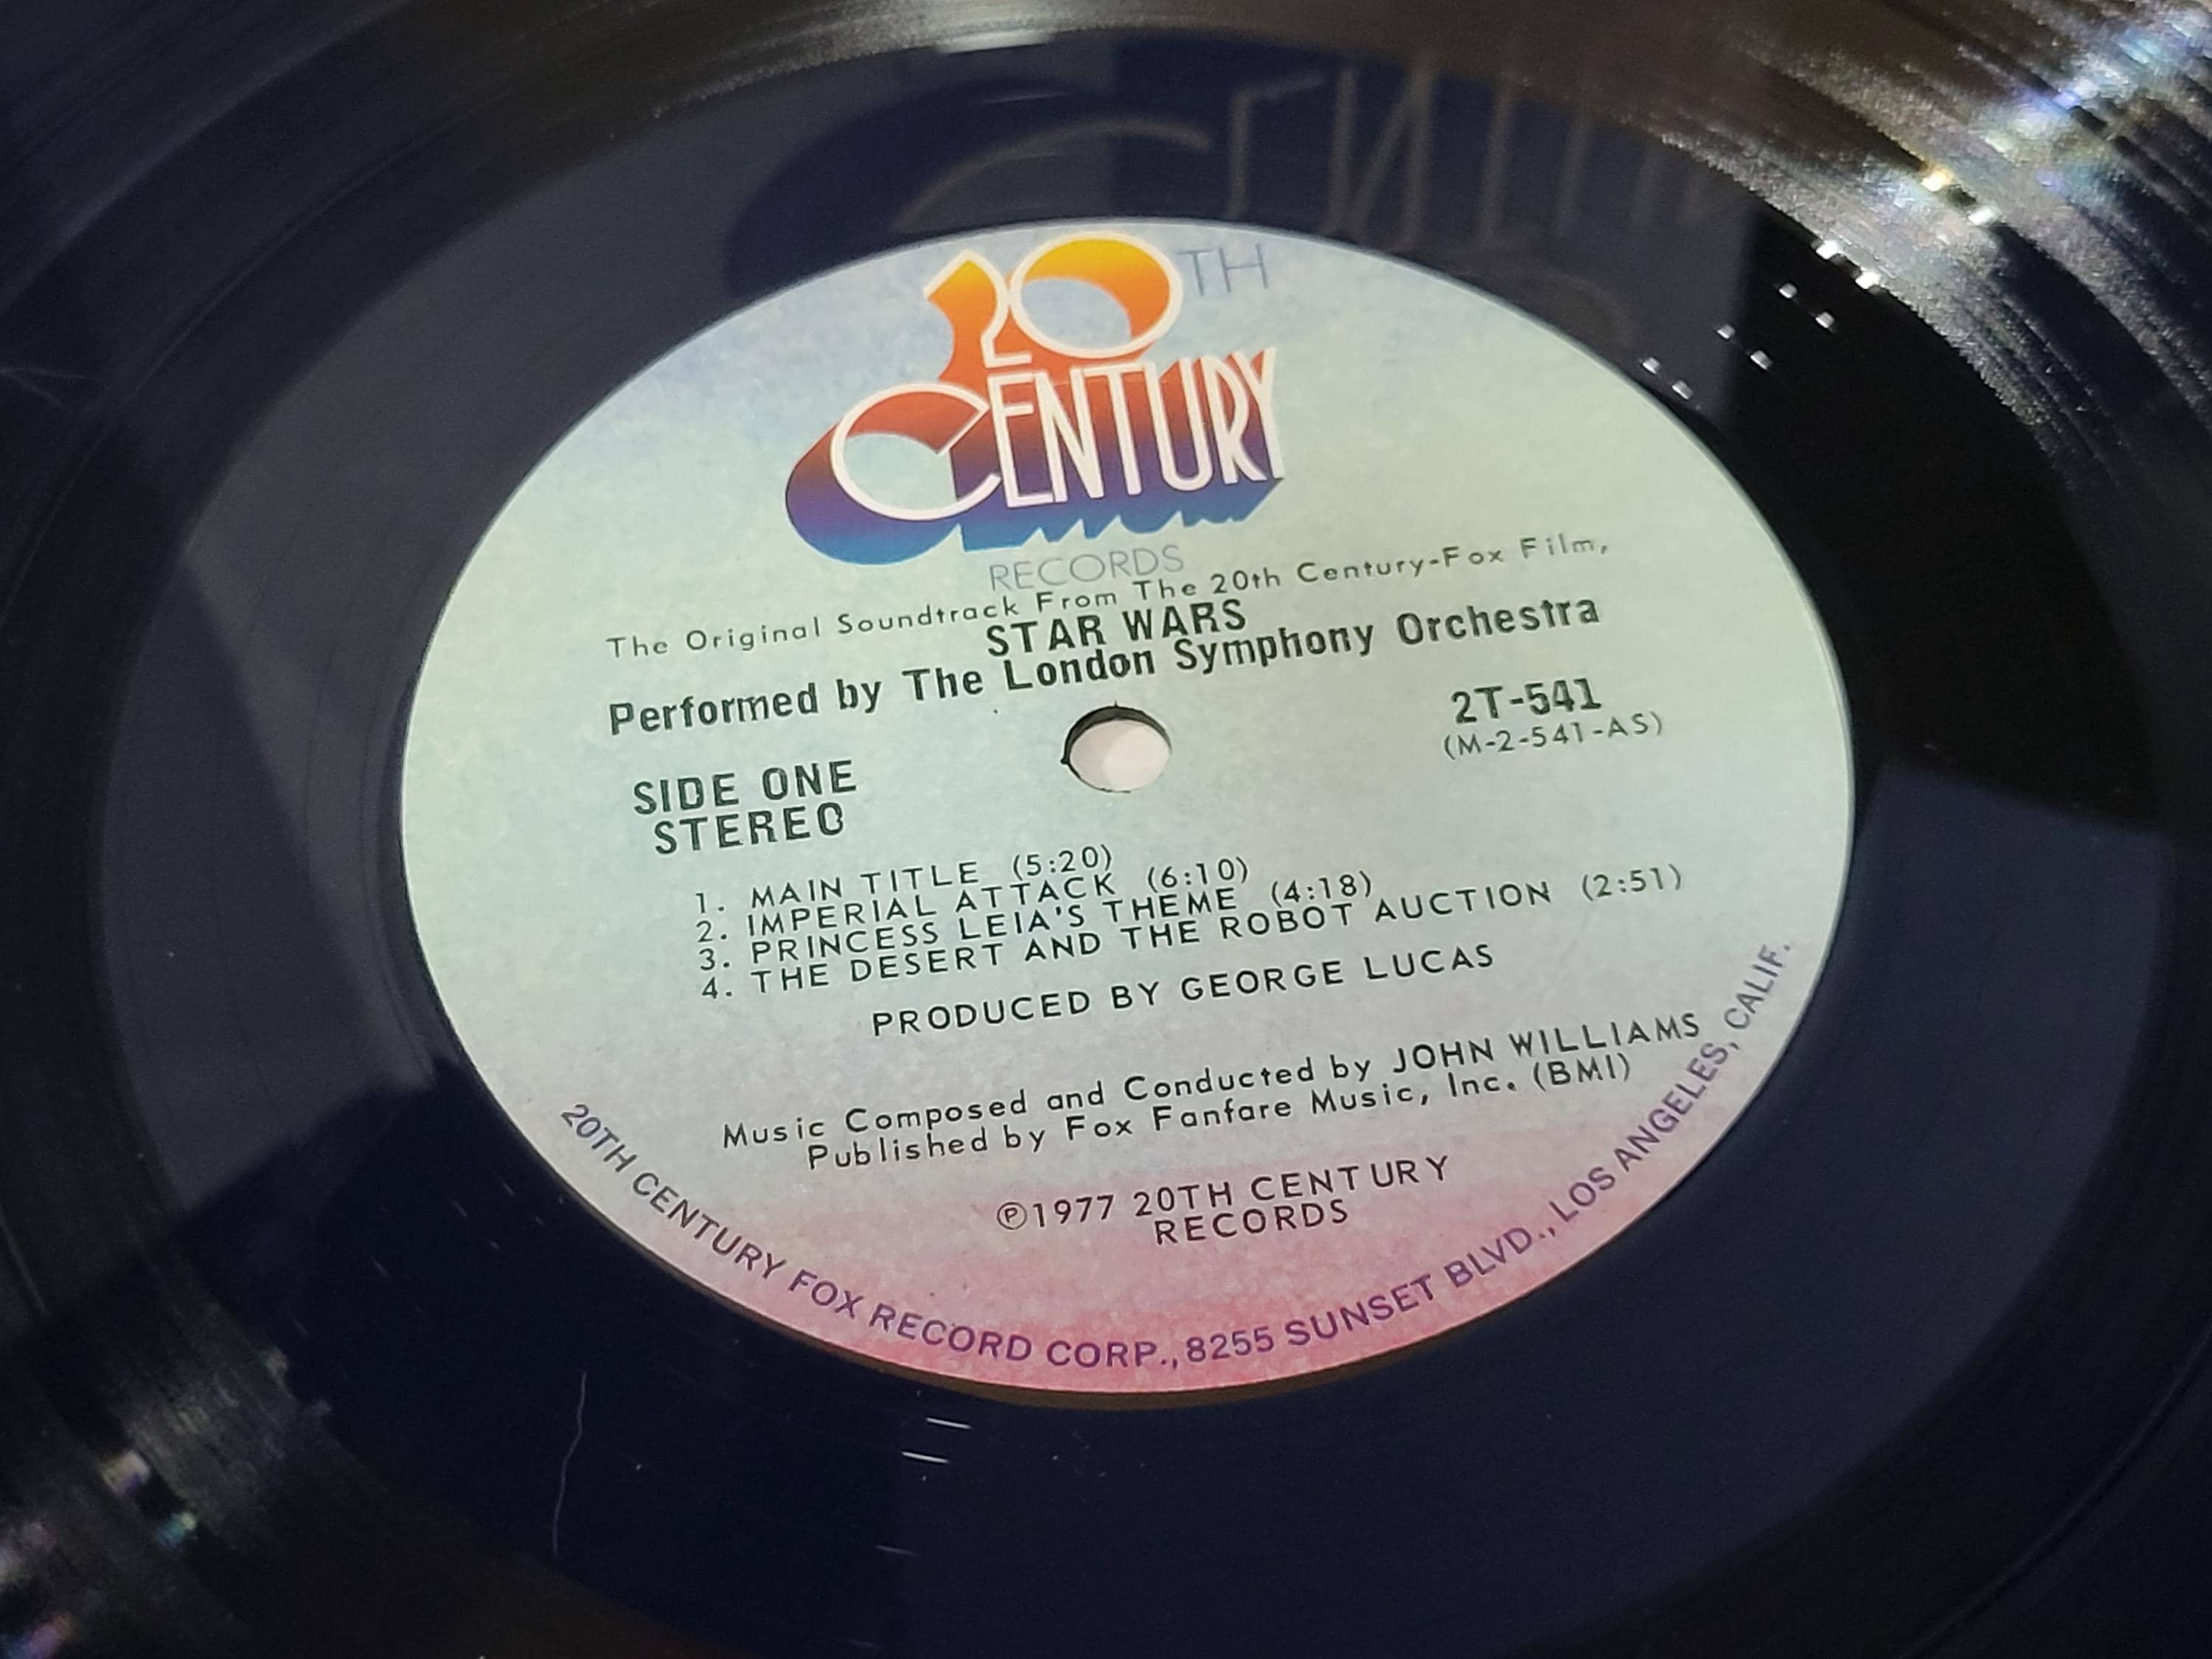 20TH
CENTURY
RECORDS
The Original Soundtrack From The 20th Century-Fox Film,
STAR WARS
Performed by The London Symphony Orchestra
2T-541
(M-2-541-AS)
SIDE ONE
STEREO
1. MAIN TITLE (5:20)
2. IMPERIAL ATTACK (6:10)
3. PRINCESS LEIA'S THEME (4:18)
4. THE DESERT AND THE ROBOT AUCTION (2:51)
PRODUCED BY GEORGE LUCAS
Music Composed and Conducted by JOHN WILLIAMS
Published by Fox Fanfare Music, Inc. (BMI)
℗1977 20TH CENTURY
RECORDS
20TH CENTURY FOX RECORD CORP., 8255 SUNSET BLVD., LOS ANGELES, CALIF.